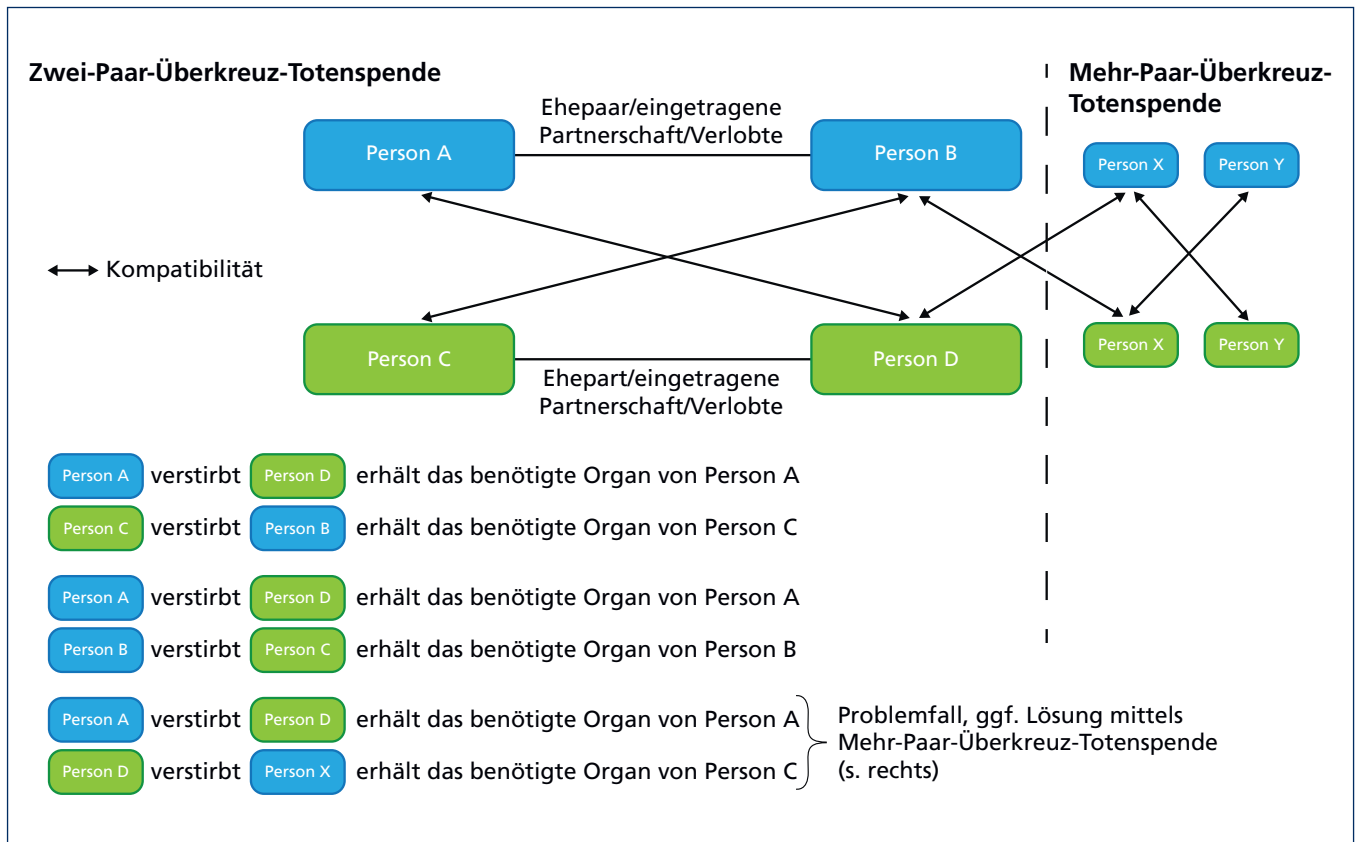 Zwei-Paar-Überkreuz-Totenspende
Mehr-Paar-Überkreuz-
Totenspende
Ehepaar/eingetragene
Partnerschaft/Verlobte
Person A
Person B
Person X
Person Y
Kompatibilität
Person C
Person D
Person X
Person Y
Ehepart/eingetragene
Partnerschaft/Verlobte
Person A verstirbt Person D erhält das benötigte Organ von Person A
Person C verstirbt Person B erhält das benötigte Organ von Person C
Person A verstirbt Person D erhält das benötigte Organ von Person A
Person B verstirbt Person C erhält das benötigte Organ von Person B
Person A verstirbt Person D erhält das benötigte Organ von Person A
Person D verstirbt Person X erhält das benötigte Organ von Person C
Problemfall, ggf. Lösung mittels
Mehr-Paar-Überkreuz-Totenspende
(s. rechts)